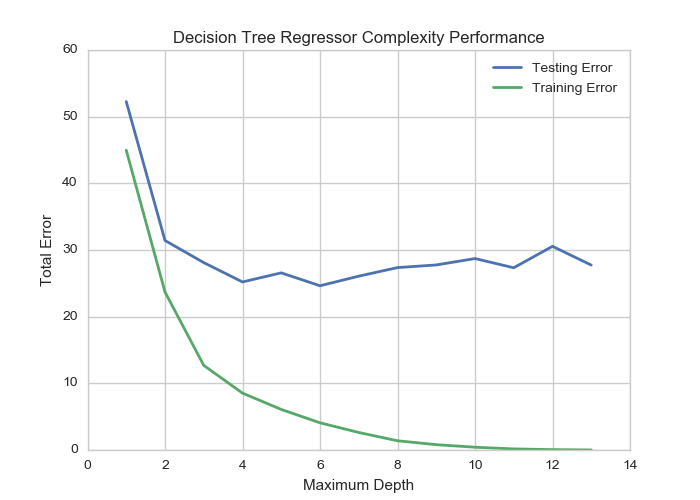 Decision Tree Regressor Complexity Performance
Testing Error
Training Error
Total Error
60
50
40
30
20
10
0
0 2 4 6 8 10 12 14
Maximum Depth